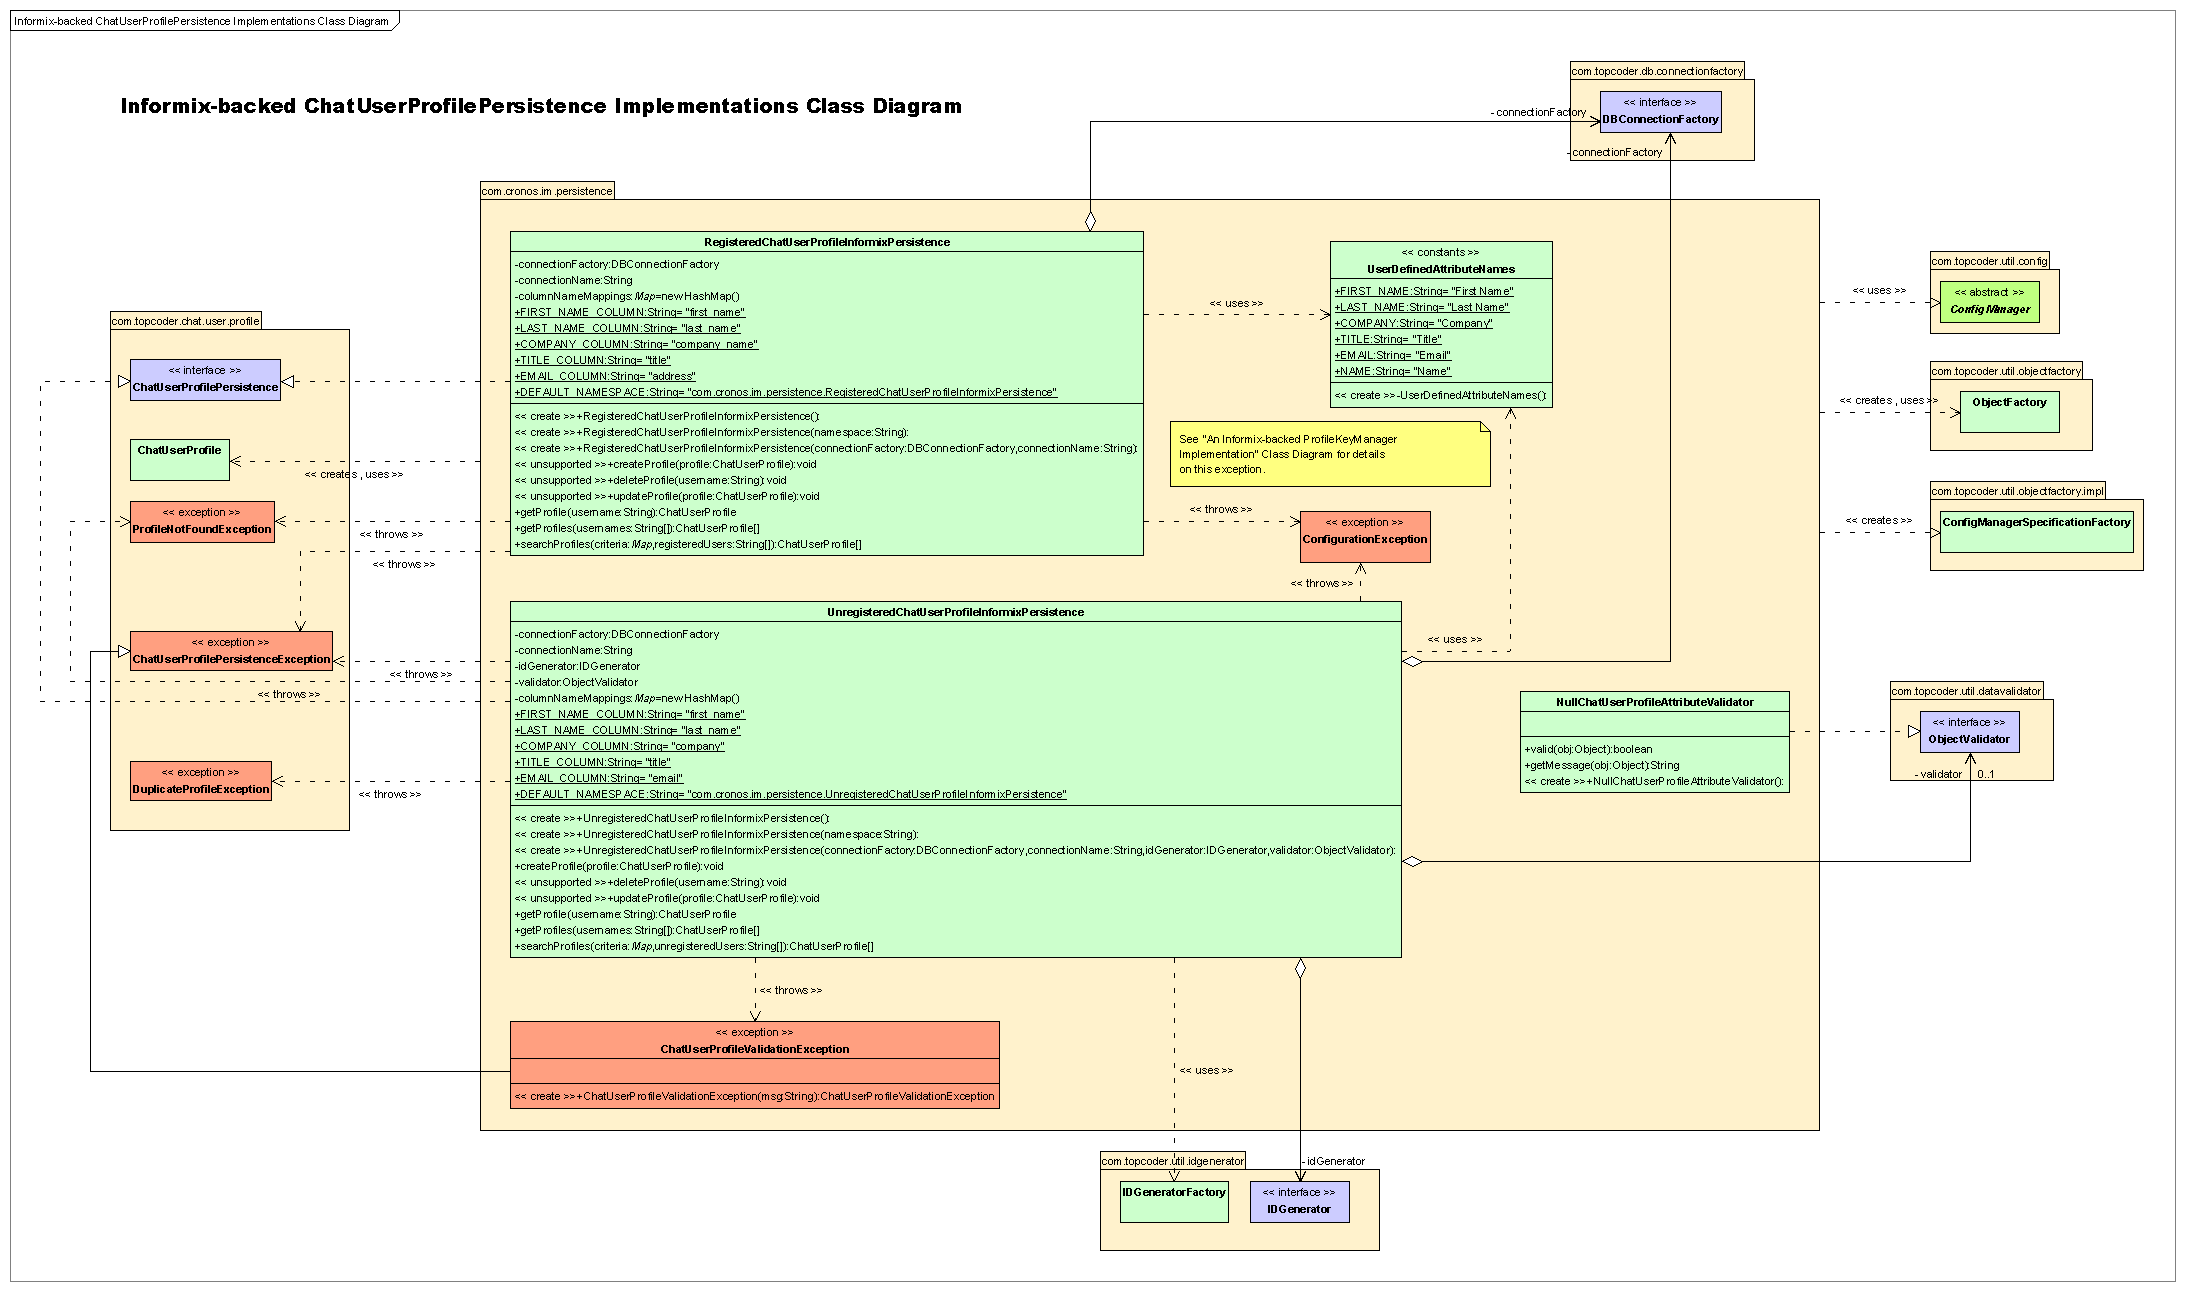 Informix-backed ChatUserProfilePersistence Implementations Class Diagram
Informix-backed ChatUserProfilePersistence Implementations Class Diagram
com.topcoder.db.connectionfactory
<< interface >>
DBConnectionFactory
- connectionFactory
- connectionFactory
com.cronos.im.persistence
RegisteredChatUserProfileInformixPersistence
-connectionFactory:DBConnectionFactory
-connectionName:String
-columnNameMappings:Map=new HashMap()
+FIRST_NAME_COLUMN:String= "first_name"
+LAST_NAME_COLUMN:String= "last_name"
+COMPANY_COLUMN:String= "company_name"
+TITLE_COLUMN:String= "title"
+EMAIL_COLUMN:String= "address"
+DEFAULT_NAMESPACE:String= "com.cronos.im.persistence.RegisteredChatUserProfileInformixPersistence"
<< create >>+RegisteredChatUserProfileInformixPersistence():
<< create >>+RegisteredChatUserProfileInformixPersistence(namespace:String):
<< create >>+RegisteredChatUserProfileInformixPersistence(connectionFactory:DBConnectionFactory,connectionName:String):
<< unsupported >>+createProfile(profile:ChatUserProfile):void
<< unsupported >>+deleteProfile(username:String):void
<< unsupported >>+updateProfile(profile:ChatUserProfile):void
+getProfile(username:String):ChatUserProfile
+getProfiles(usernames:String[]):ChatUserProfile[]
+searchProfiles(criteria:Map,registeredUsers:String[]):ChatUserProfile[]
<< uses >>
<< constants >>
UserDefinedAttributeNames
+FIRST_NAME:String= "First Name"
+LAST_NAME:String= "Last Name"
+COMPANY:String= "Company"
+TITLE:String= "Title"
+EMAIL:String= "Email"
+NAME:String= "Name"
<< create >>-UserDefinedAttributeNames():
See "An Informix-backed ProfileKeyManager
Implementation" Class Diagram for details
on this exception.
<< throws >>
<< exception >>
ConfigurationException
<< throws >>
com.topcoder.util.config
<< uses >>
<< abstract >>
ConfigManager
com.topcoder.util.objectfactory
<< creates , uses >>
ObjectFactory
com.topcoder.util.objectfactory.impl
<< creates >>
ConfigManagerSpecificationFactory
com.topcoder.chat.user.profile
<< interface >>
ChatUserProfilePersistence
ChatUserProfile
<< creates , uses >>
<< exception >>
ProfileNotFoundException
<< throws >>
<< throws >>
<< exception >>
ChatUserProfilePersistenceException
<< throws >>
<< throws >>
<< exception >>
DuplicateProfileException
<< throws >>
UnregisteredChatUserProfileInformixPersistence
-connectionFactory:DBConnectionFactory
-connectionName:String
-idGenerator:IDGenerator
-validator:ObjectValidator
-columnNameMappings:Map=new HashMap()
+FIRST_NAME_COLUMN:String= "first_name"
+LAST_NAME_COLUMN:String= "last_name"
+COMPANY_COLUMN:String= "company"
+TITLE_COLUMN:String= "title"
+EMAIL_COLUMN:String= "email"
+DEFAULT_NAMESPACE:String= "com.cronos.im.persistence.UnregisteredChatUserProfileInformixPersistence"
<< create >>+UnregisteredChatUserProfileInformixPersistence():
<< create >>+UnregisteredChatUserProfileInformixPersistence(namespace:String):
<< create >>+UnregisteredChatUserProfileInformixPersistence(connectionFactory:DBConnectionFactory,connectionName:String,idGenerator:IDGenerator,validator:ObjectValidator):
+createProfile(profile:ChatUserProfile):void
<< unsupported >>+deleteProfile(username:String):void
<< unsupported >>+updateProfile(profile:ChatUserProfile):void
+getProfile(username:String):ChatUserProfile
+getProfiles(usernames:String[]):ChatUserProfile[]
+searchProfiles(criteria:Map,unregisteredUsers:String[]):ChatUserProfile[]
<< uses >>
NullChatUserProfileAttributeValidator
+valid(obj:Object):boolean
+getMessage(obj:Object):String
<< create >>+NullChatUserProfileAttributeValidator():
com.topcoder.util.datavalidator
<< interface >>
ObjectValidator
- validator
0..1
<< throws >>
<< exception >>
ChatUserProfileValidationException
<< create >>+ChatUserProfileValidationException(msg:String):ChatUserProfileValidationException
<< uses >>
com.topcoder.util.idgenerator
- idGenerator
IDGeneratorFactory
<< interface >>
IDGenerator